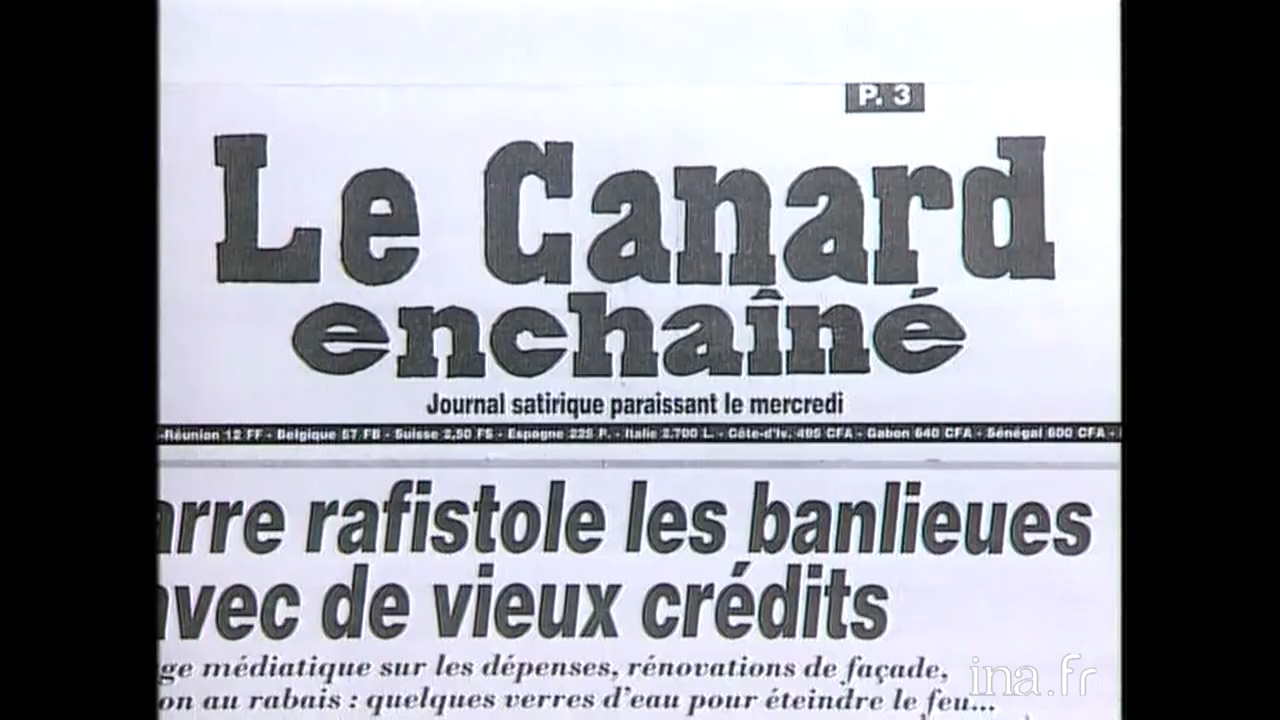 P. 3
Le Canard
enchaîné
Journal satirique paraissant le mercredi
-Réunion 12 FF - Belgique 57 FB - Suisse 2,50 FS - Espagne 225 P. - Italie 2.700 L. - Côte-d'Iv. 495 CFA - Gabon 640 CFA - Sénégal 600 CFA -
arre rafistole les banlieues
avec de vieux crédits
ge médiatique sur les dépenses, rénovations de façade,
on au rabais : quelques verres d'eau pour éteindre le feu...
ina.fr